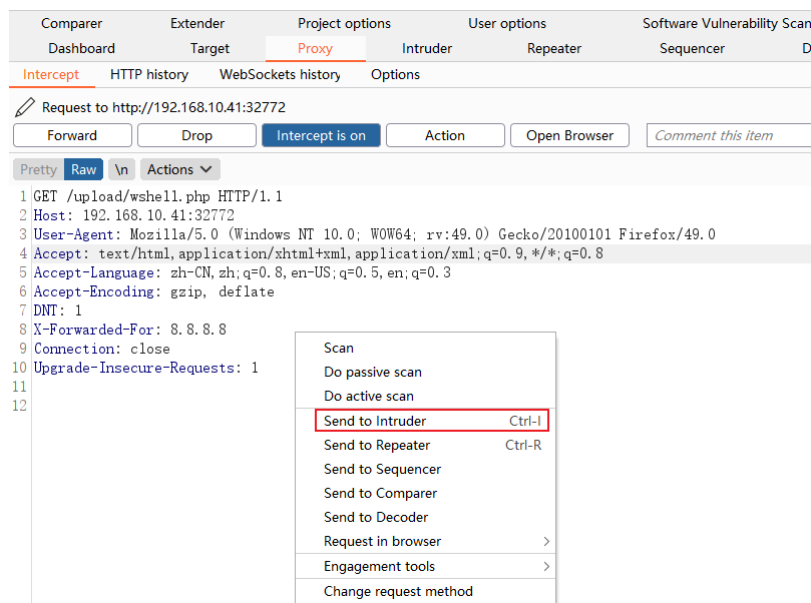 Comparer Extender Project options User options Software Vulnerability Scan
Dashboard Target Proxy Intruder Repeater Sequencer D
Intercept HTTP history WebSockets history Options
Request to http://192.168.10.41:32772
Forward Drop Intercept is on Action Open Browser Comment this item
Pretty Raw \n Actions
1 GET /upload/wshell.php HTTP/1.1
2 Host: 192.168.10.41:32772
3 User-Agent: Mozilla/5.0 (Windows NT 10.0; WOW64; rv:49.0) Gecko/20100101 Firefox/49.0
4 Accept: text/html,application/xhtml+xml,application/xml;q=0.9,*/*;q=0.8
5 Accept-Language: zh-CN,zh;q=0.8,en-US;q=0.5,en;q=0.3
6 Accept-Encoding: gzip, deflate
7 DNT: 1
8 X-Forwarded-For: 8.8.8.8
9 Connection: close
10 Upgrade-Insecure-Requests: 1
11
12
Scan
Do passive scan
Do active scan
Send to Intruder Ctrl-I
Send to Repeater Ctrl-R
Send to Sequencer
Send to Comparer
Send to Decoder
Request in browser
Engagement tools
Change request method